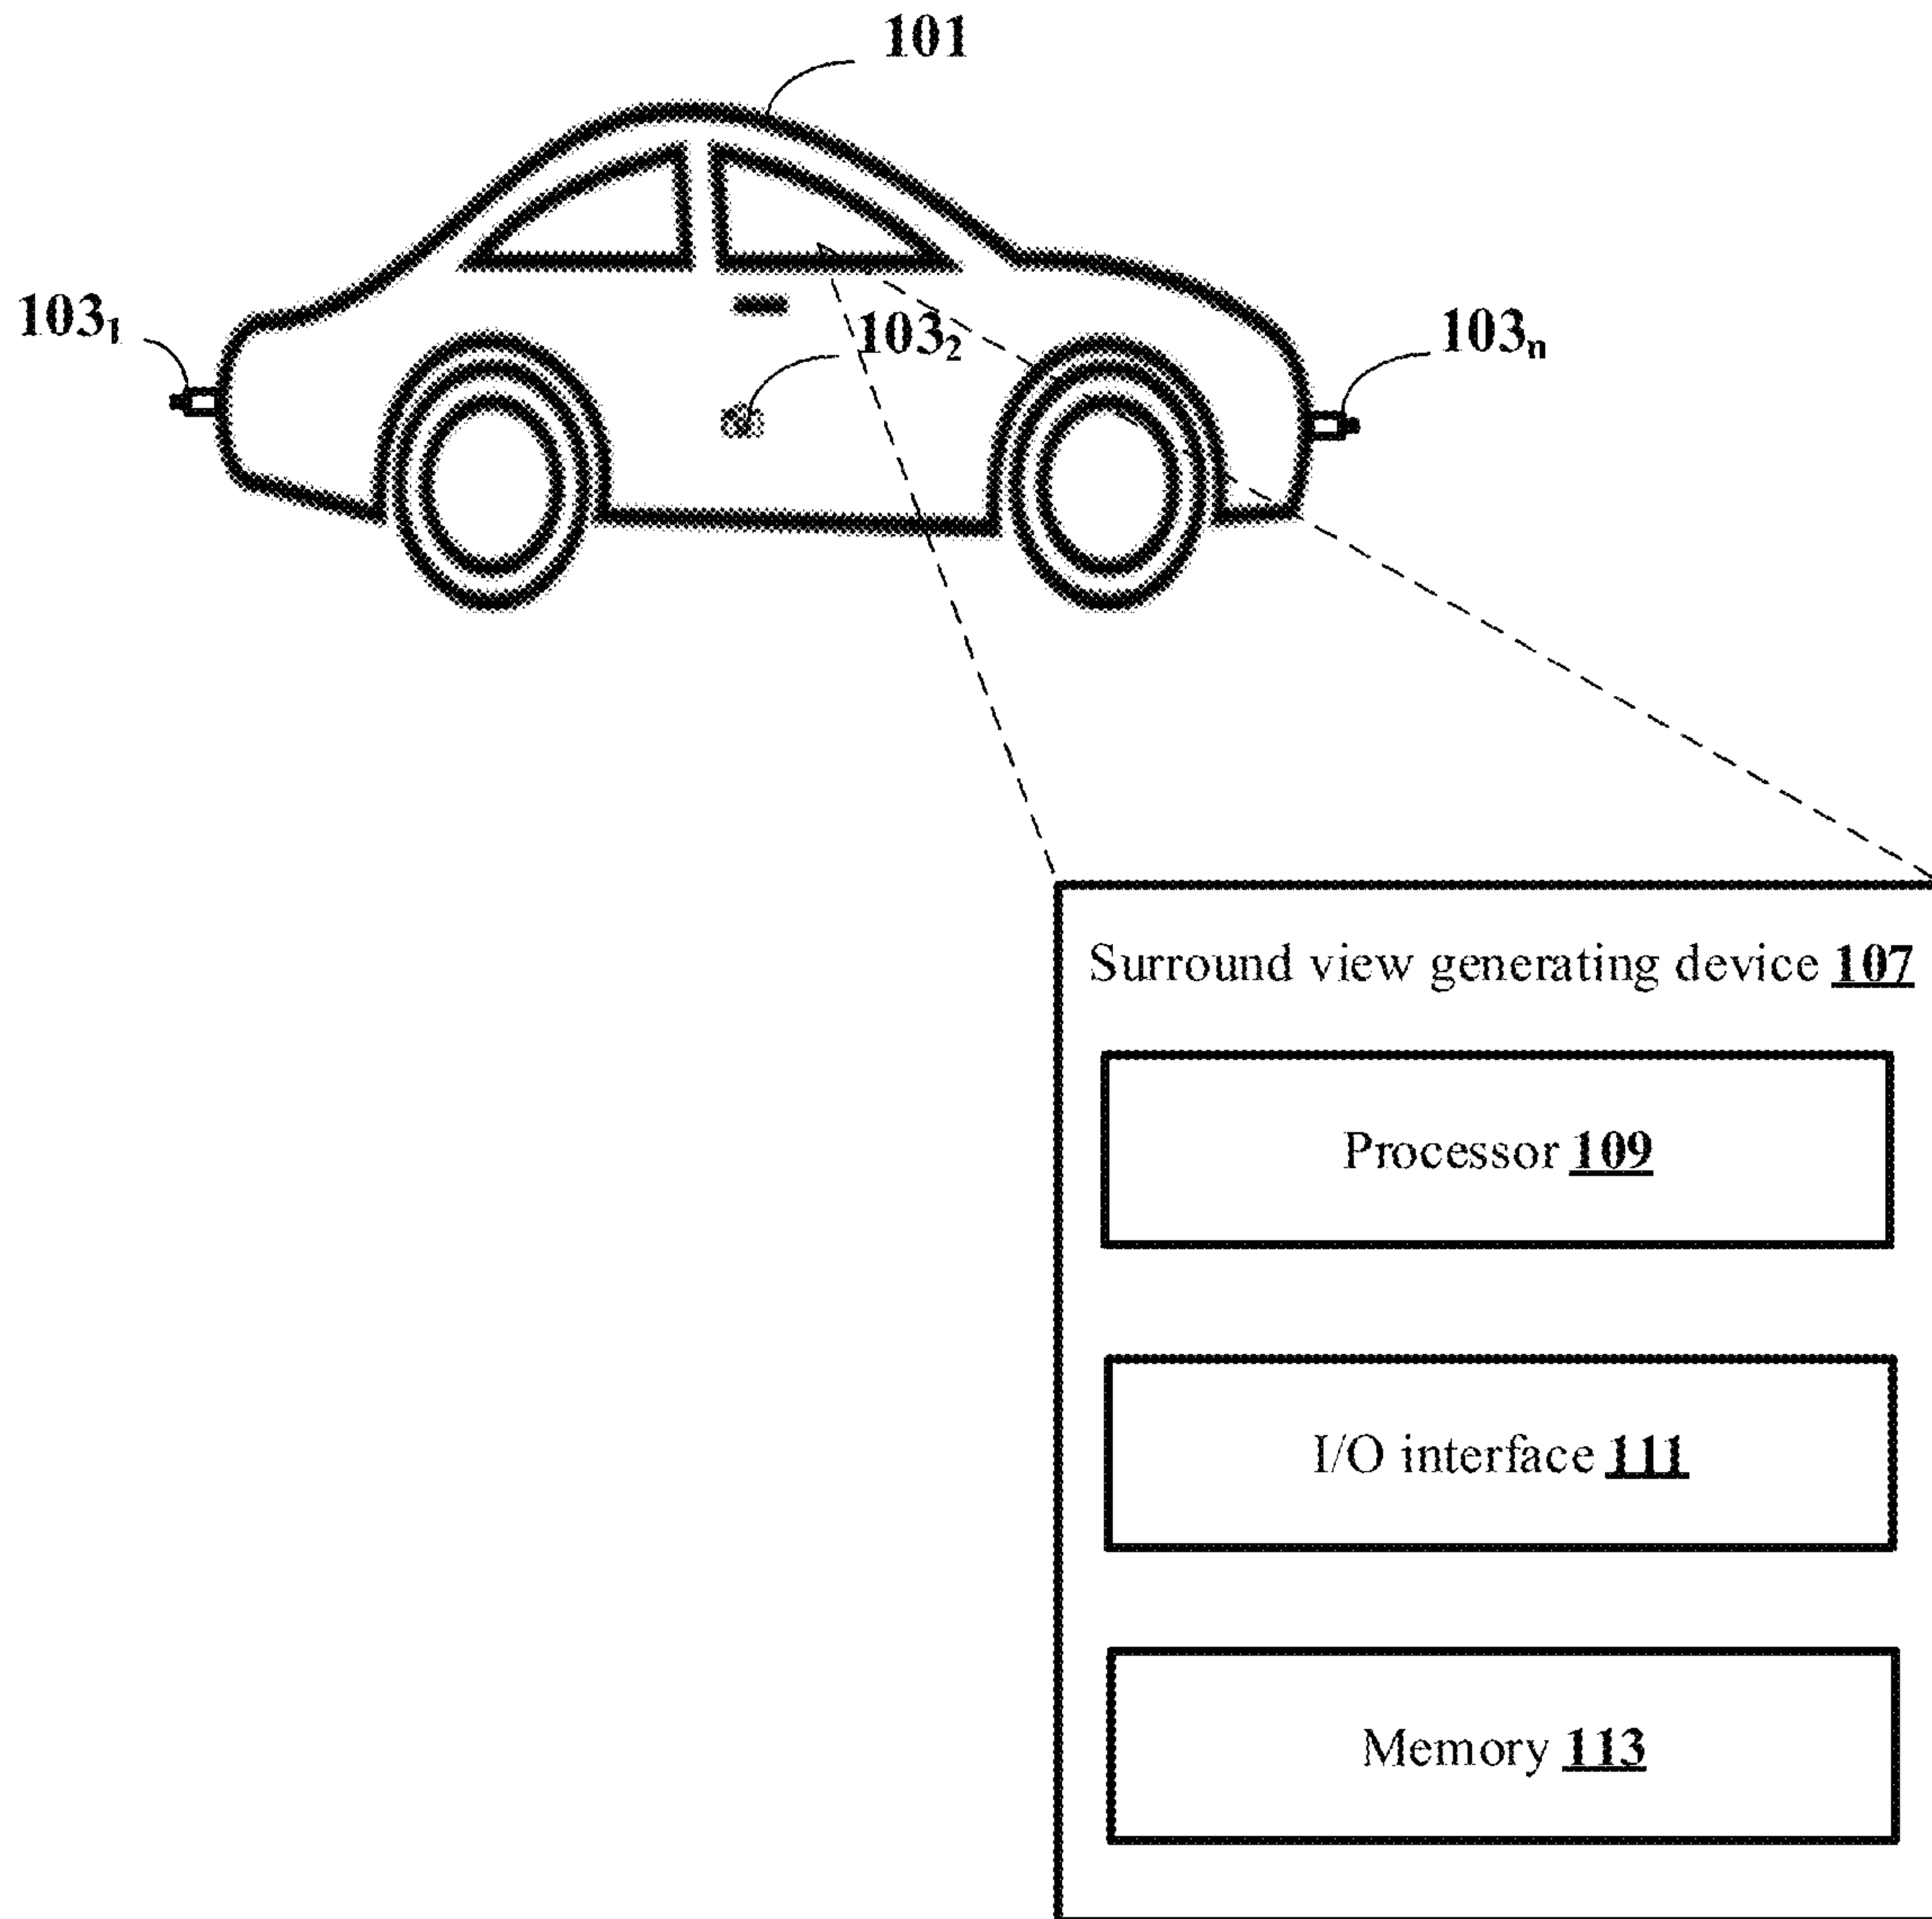 101
103₁
103₂
103ₙ
Surround view generating device 107
Processor 109
I/O interface 111
Memory 113